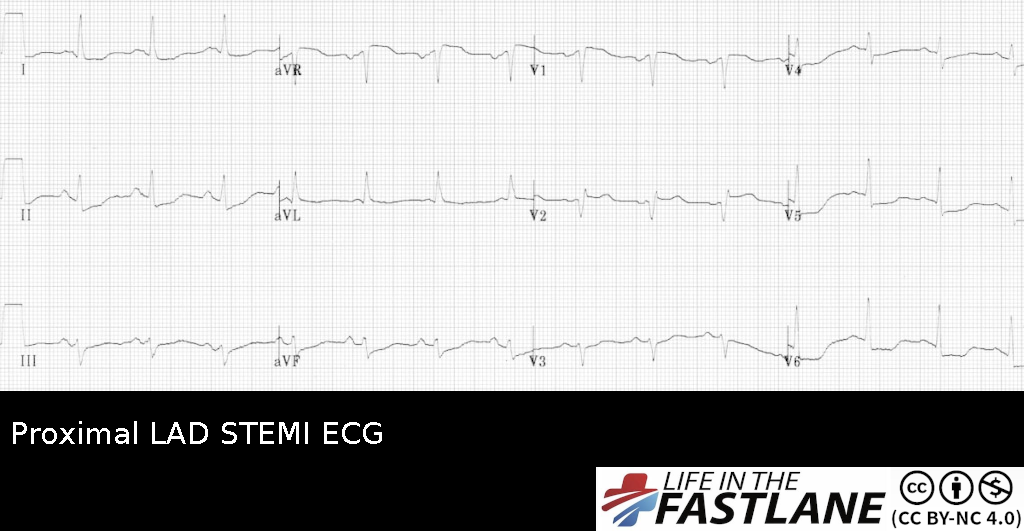 I aVR V1 V4
II aVL V2 V5
III aVF V3 V6
Proximal LAD STEMI ECG
LIFE IN THE
FASTLANE
cc $
(CC BY-NC 4.0)